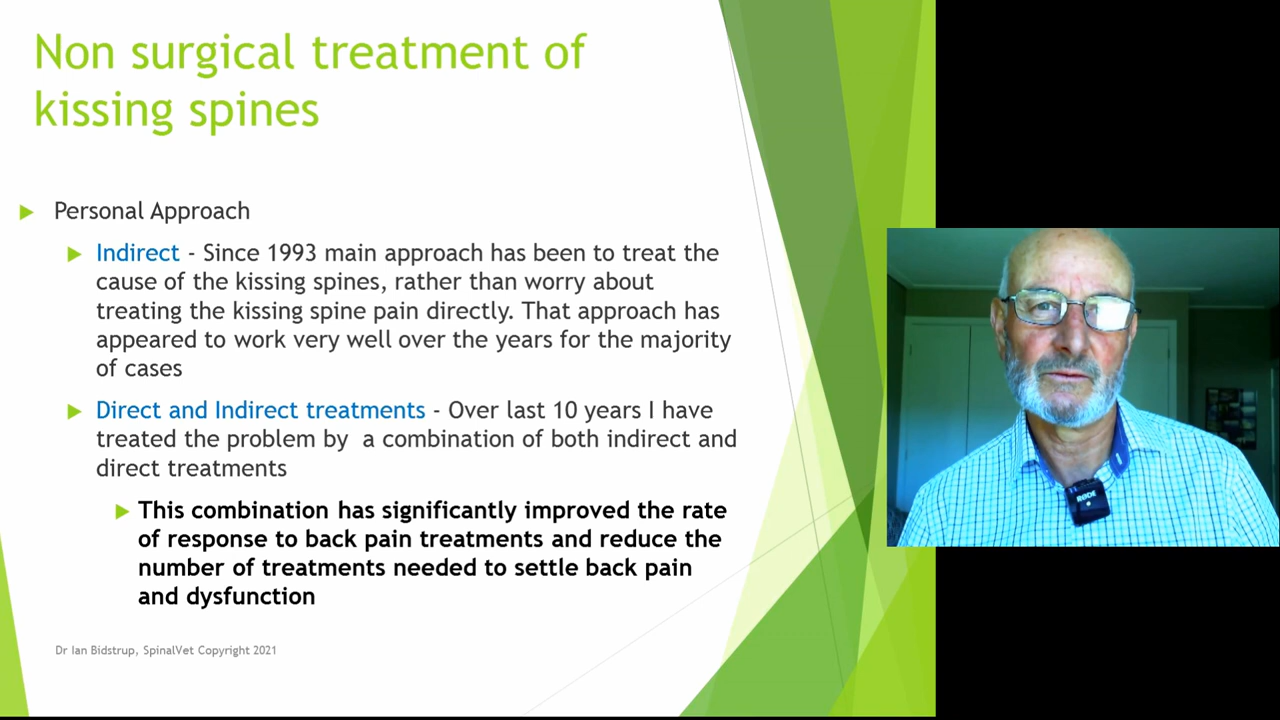 Non surgical treatment of
kissing spines
Personal Approach
Indirect - Since 1993 main approach has been to treat the
cause of the kissing spines, rather than worry about
treating the kissing spine pain directly. That approach has
appeared to work very well over the years for the majority
of cases
Direct and Indirect treatments - Over last 10 years I have
treated the problem by a combination of both indirect and
direct treatments
This combination has significantly improved the rate
of response to back pain treatments and reduce the
number of treatments needed to settle back pain
and dysfunction
Dr Ian Bidstrup, SpinalVet Copyright 2021
RØDE